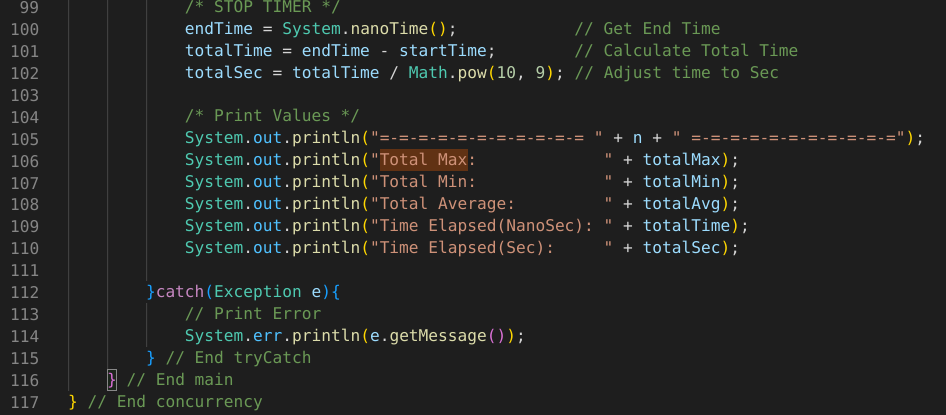 99 /* STOP TIMER */
100 endTime = System.nanoTime(); // Get End Time
101 totalTime = endTime - startTime; // Calculate Total Time
102 totalSec = totalTime / Math.pow(10, 9); // Adjust time to Sec
103
104 /* Print Values */
105 System.out.println("=-=-=-=-=-=-=-=-=-=-= " + n + " =-=-=-=-=-=-=-=-=-=-=");
106 System.out.println("Total Max: " + totalMax);
107 System.out.println("Total Min: " + totalMin);
108 System.out.println("Total Average: " + totalAvg);
109 System.out.println("Time Elapsed(NanoSec): " + totalTime);
110 System.out.println("Time Elapsed(Sec): " + totalSec);
111
112 }catch(Exception e){
113 // Print Error
114 System.err.println(e.getMessage());
115 } // End tryCatch
116 } // End main
117 } // End concurrency